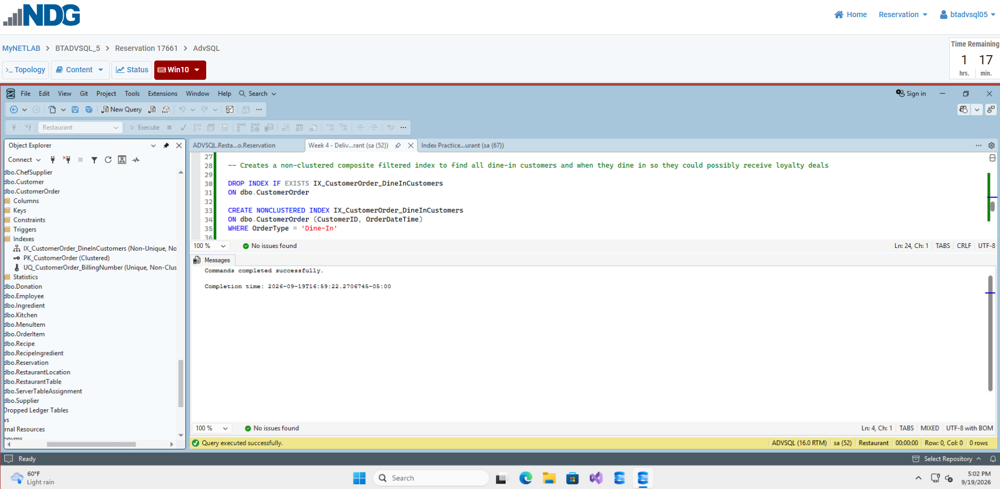 NDG
Home
Reservation
btadvsql05
MyNETLAB > BTADVSQL_5 > Reservation 17661 > AdvSQL
Time Remaining
1 17
hrs. min.
>_ Topology
Content
Status
Win10
File Edit View Git Project Tools Extensions Window Help Search
Sign in
New Query
Restaurant
Execute
Object Explorer
Connect
dbo.ChefSupplier
dbo.Customer
dbo.CustomerOrder
Columns
Keys
Constraints
Triggers
Indexes
IX_CustomerOrder_DineInCustomers (Non-Unique, No
PK_CustomerOrder (Clustered)
UQ_CustomerOrder_BillingNumber (Unique, Non-Clus
Statistics
dbo.Donation
dbo.Employee
dbo.Ingredient
dbo.Kitchen
dbo.MenuItem
dbo.OrderItem
dbo.Recipe
dbo.RecipeIngredient
dbo.Reservation
dbo.RestaurantLocation
dbo.RestaurantTable
dbo.ServerTableAssignment
dbo.Supplier
Dropped Ledger Tables
vs
rnal Resources
onyms
ADVSQL.Resta...o.Reservation
Week 4 - Deliv...rant (sa (52))
Index Practice...urant (sa (67))
27
28 -- Creates a non-clustered composite filtered index to find all dine-in customers and when they dine in so they could possibly receive loyalty deals
29
30 DROP INDEX IF EXISTS IX_CustomerOrder_DineInCustomers
31 ON dbo.CustomerOrder
32
33 CREATE NONCLUSTERED INDEX IX_CustomerOrder_DineInCustomers
34 ON dbo.CustomerOrder (CustomerID, OrderDateTime)
35 WHERE OrderType = 'Dine-In'
36
100 % No issues found Ln: 24, Ch: 1 TABS CRLF UTF-8
Messages
Commands completed successfully.
Completion time: 2026-09-19T16:59:22.2706745-05:00
100 % No issues found Ln: 4, Ch: 1 TABS MIXED UTF-8 with BOM
Query executed successfully. ADVSQL (16.0 RTM) sa (52) Restaurant 00:00:00 Row: 0, Col: 0 0 rows
Ready
Select Repository
60°F
Light rain
Search
5:02 PM
9/19/2026